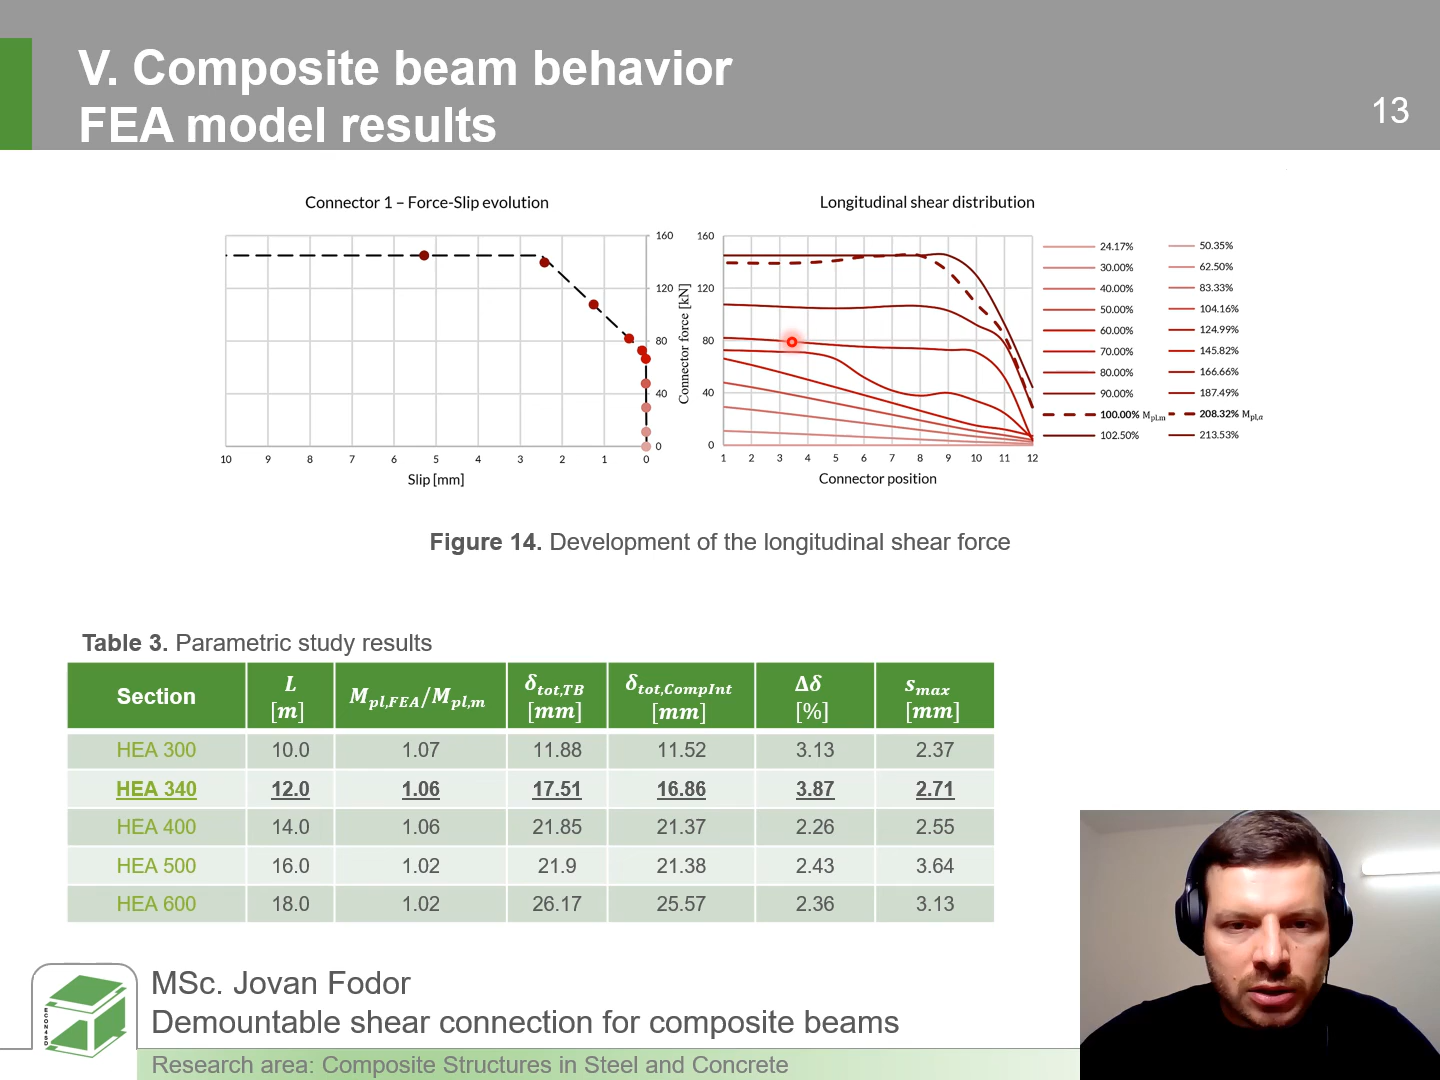 V. Composite beam behavior
FEA model results
13
Connector 1 – Force-Slip evolution
160
120
80
40
0
10 9 8 7 6 5 4 3 2 1 0
Slip [mm]
Longitudinal shear distribution
Connector force [kN]
160
120
80
40
0
1 2 3 4 5 6 7 8 9 10 11 12
Connector position
24.17% 50.35%
30.00% 62.50%
40.00% 83.33%
50.00% 104.16%
60.00% 124.99%
70.00% 145.82%
80.00% 166.66%
90.00% 187.49%
100.00% Mpl,m 208.32% Mpl,a
102.50% 213.53%
Figure 14. Development of the longitudinal shear force
Table 3. Parametric study results
Section L [m] Mpl,FEA/Mpl,m δtot,TB [mm] δtot,CompInt [mm] Δδ [%] smax [mm]
HEA 300 10.0 1.07 11.88 11.52 3.13 2.37
HEA 340 12.0 1.06 17.51 16.86 3.87 2.71
HEA 400 14.0 1.06 21.85 21.37 2.26 2.55
HEA 500 16.0 1.02 21.9 21.38 2.43 3.64
HEA 600 18.0 1.02 26.17 25.57 2.36 3.13
ECON4SD
MSc. Jovan Fodor
Demountable shear connection for composite beams
Research area: Composite Structures in Steel and Concrete